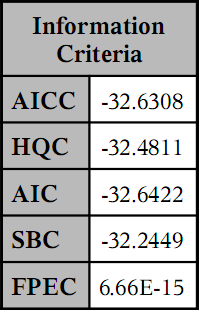 Information
Criteria
AICC -32.6308
HQC -32.4811
AIC -32.6422
SBC -32.2449
FPEC 6.66E-15